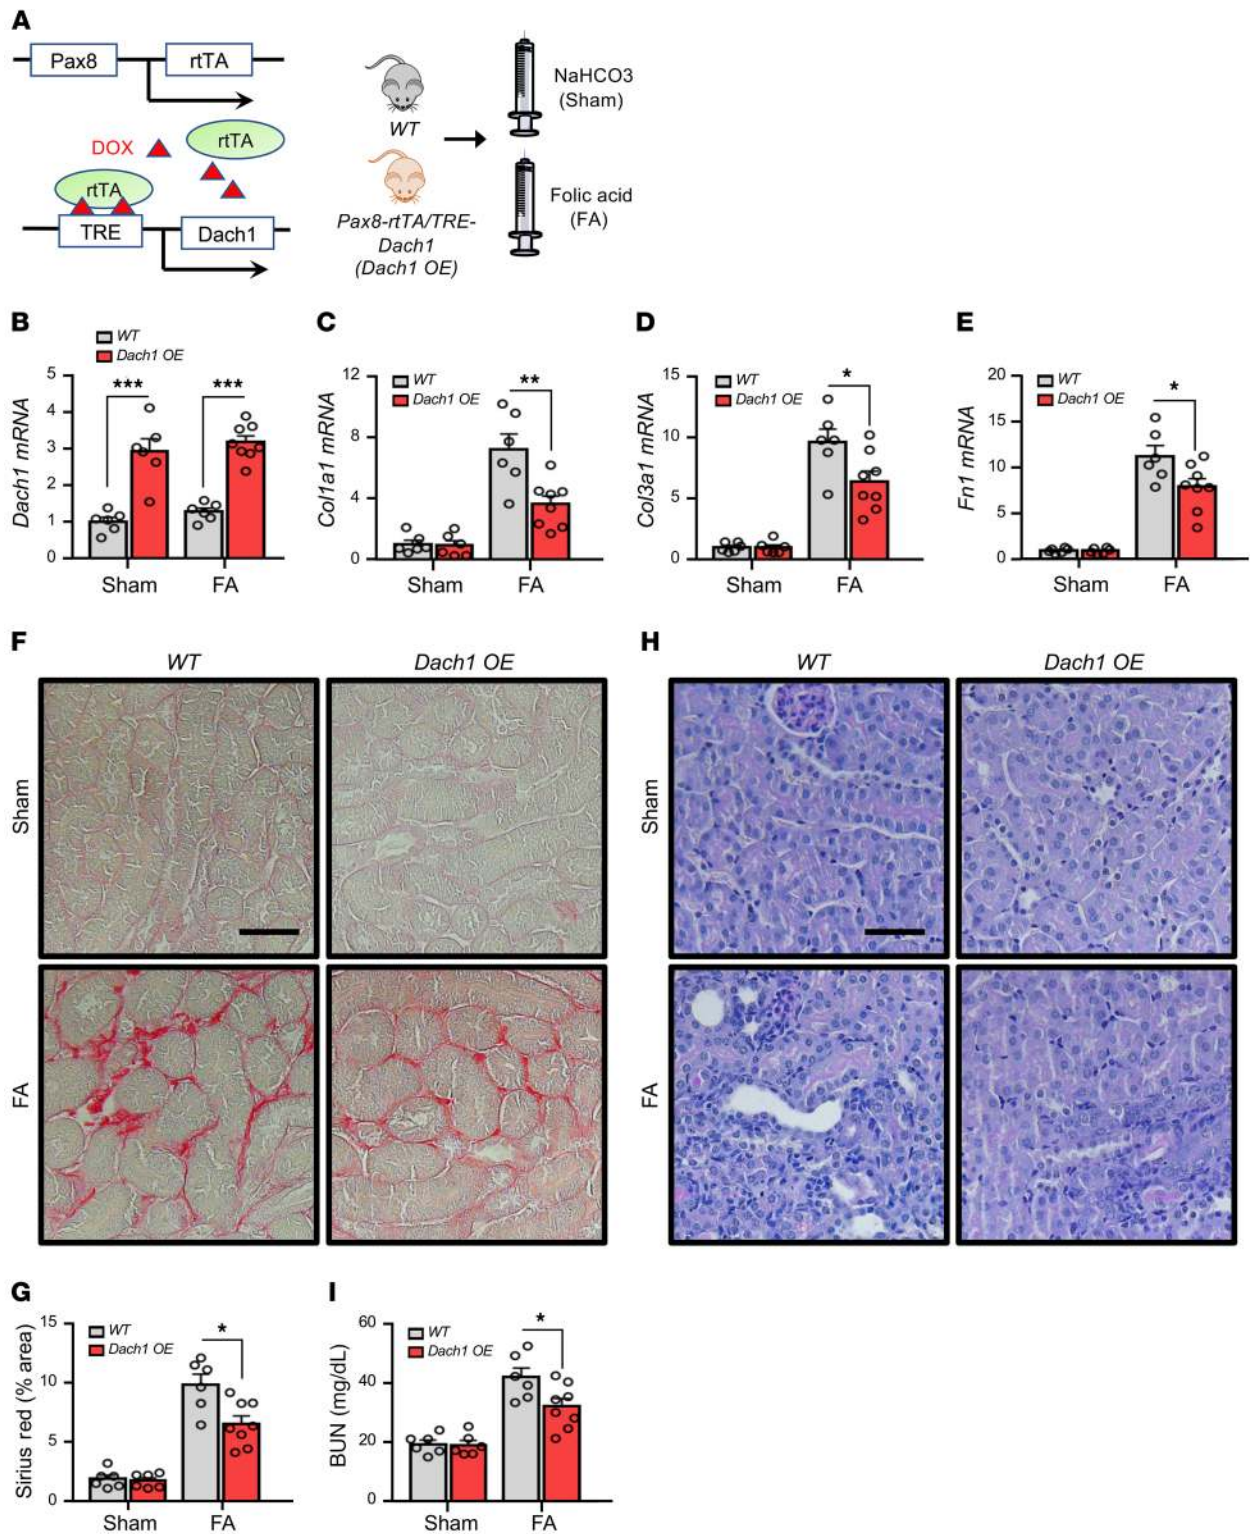 A
Pax8
rtTA
DOX
rtTA
rtTA
TRE
Dach1
WT
Pax8-rtTA/TRE-
Dach1
(Dach1 OE)
NaHCO3
(Sham)
Folic acid
(FA)
B
WT
Dach1 OE
Dach1 mRNA
5
4
3
2
1
0
***
***
Sham
FA
C
WT
Dach1 OE
Col1a1 mRNA
12
8
4
0
**
Sham
FA
D
WT
Dach1 OE
Col3a1 mRNA
15
10
5
0
*
Sham
FA
E
WT
Dach1 OE
Fn1 mRNA
20
15
10
5
0
*
Sham
FA
F
WT
Dach1 OE
Sham
FA
H
WT
Dach1 OE
Sham
FA
G
WT
Dach1 OE
Sirius red (% area)
15
10
5
0
*
Sham
FA
I
WT
Dach1 OE
BUN (mg/dL)
60
40
20
0
*
Sham
FA